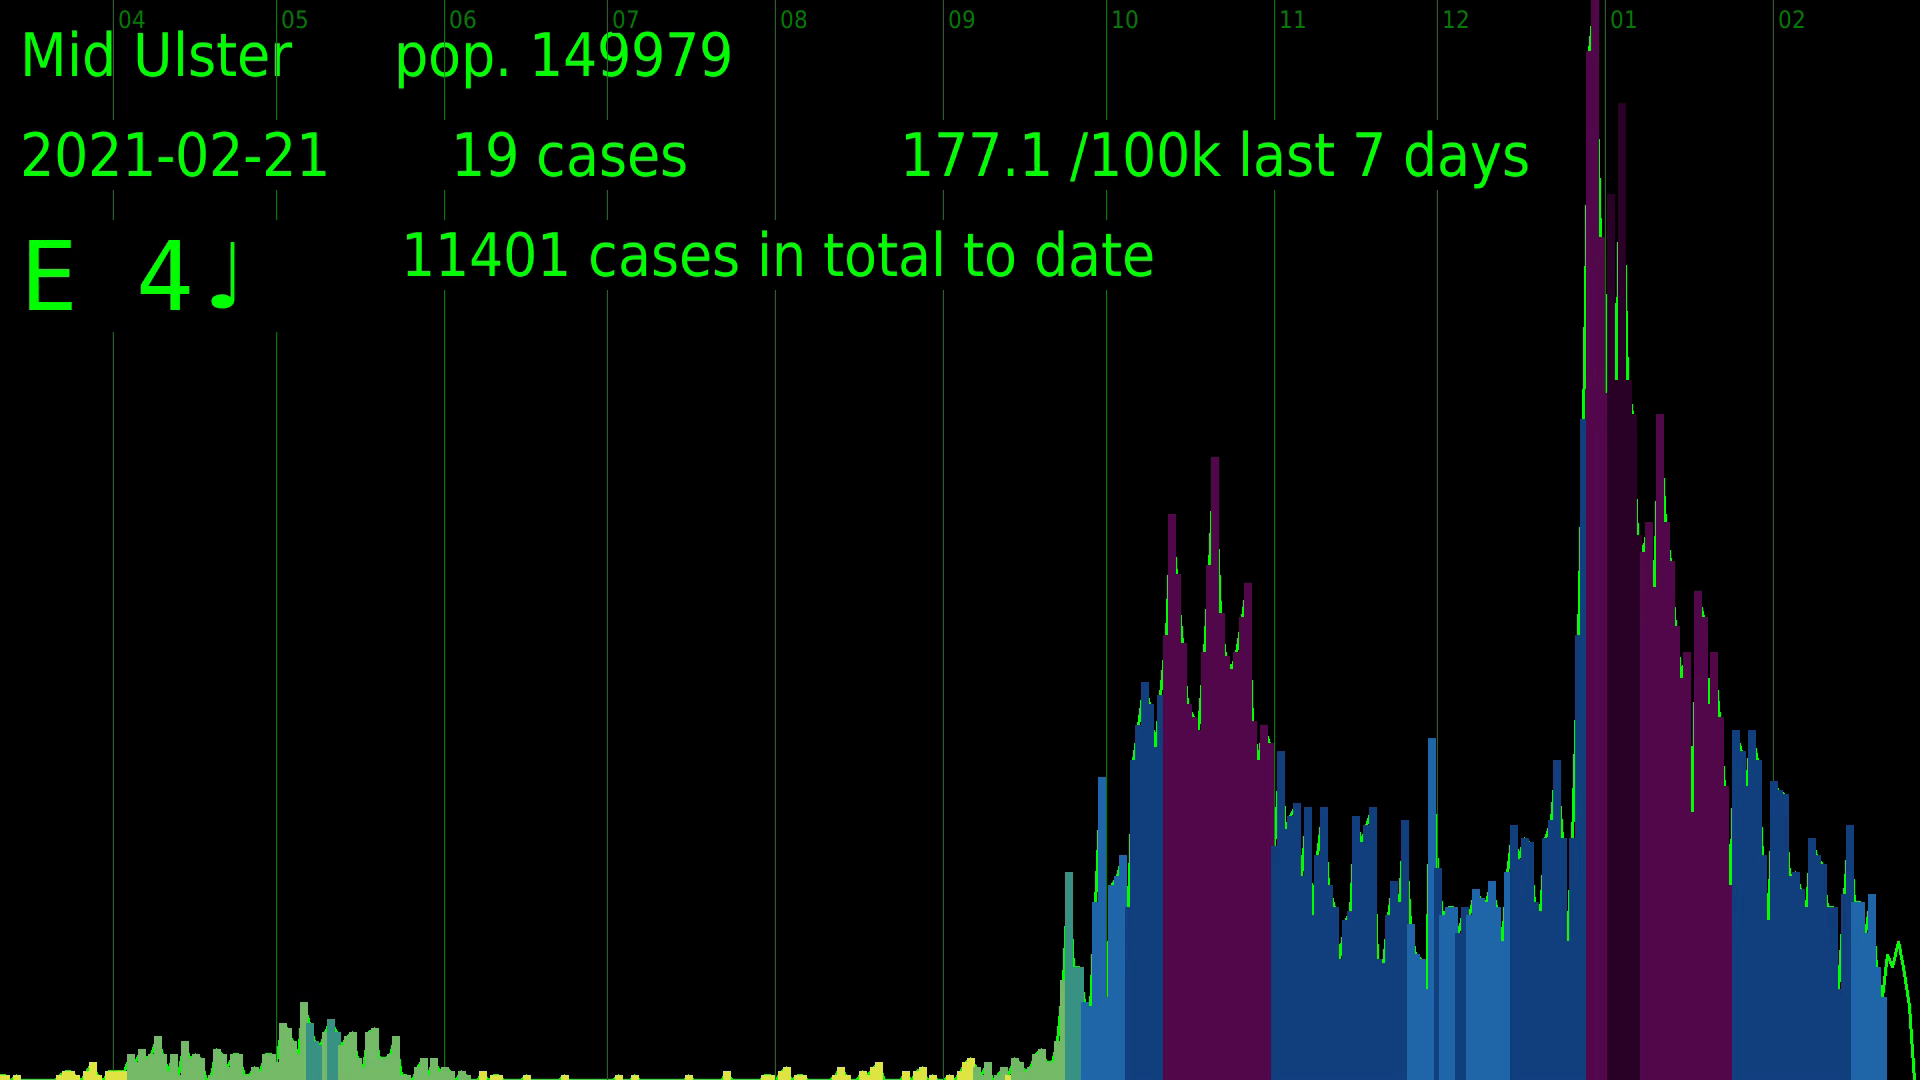 04 05 06 07 08 09 10 11 12 01 02
Mid Ulster pop. 149979
2021-02-21 19 cases 177.1 /100k last 7 days
E 4♩ 11401 cases in total to date